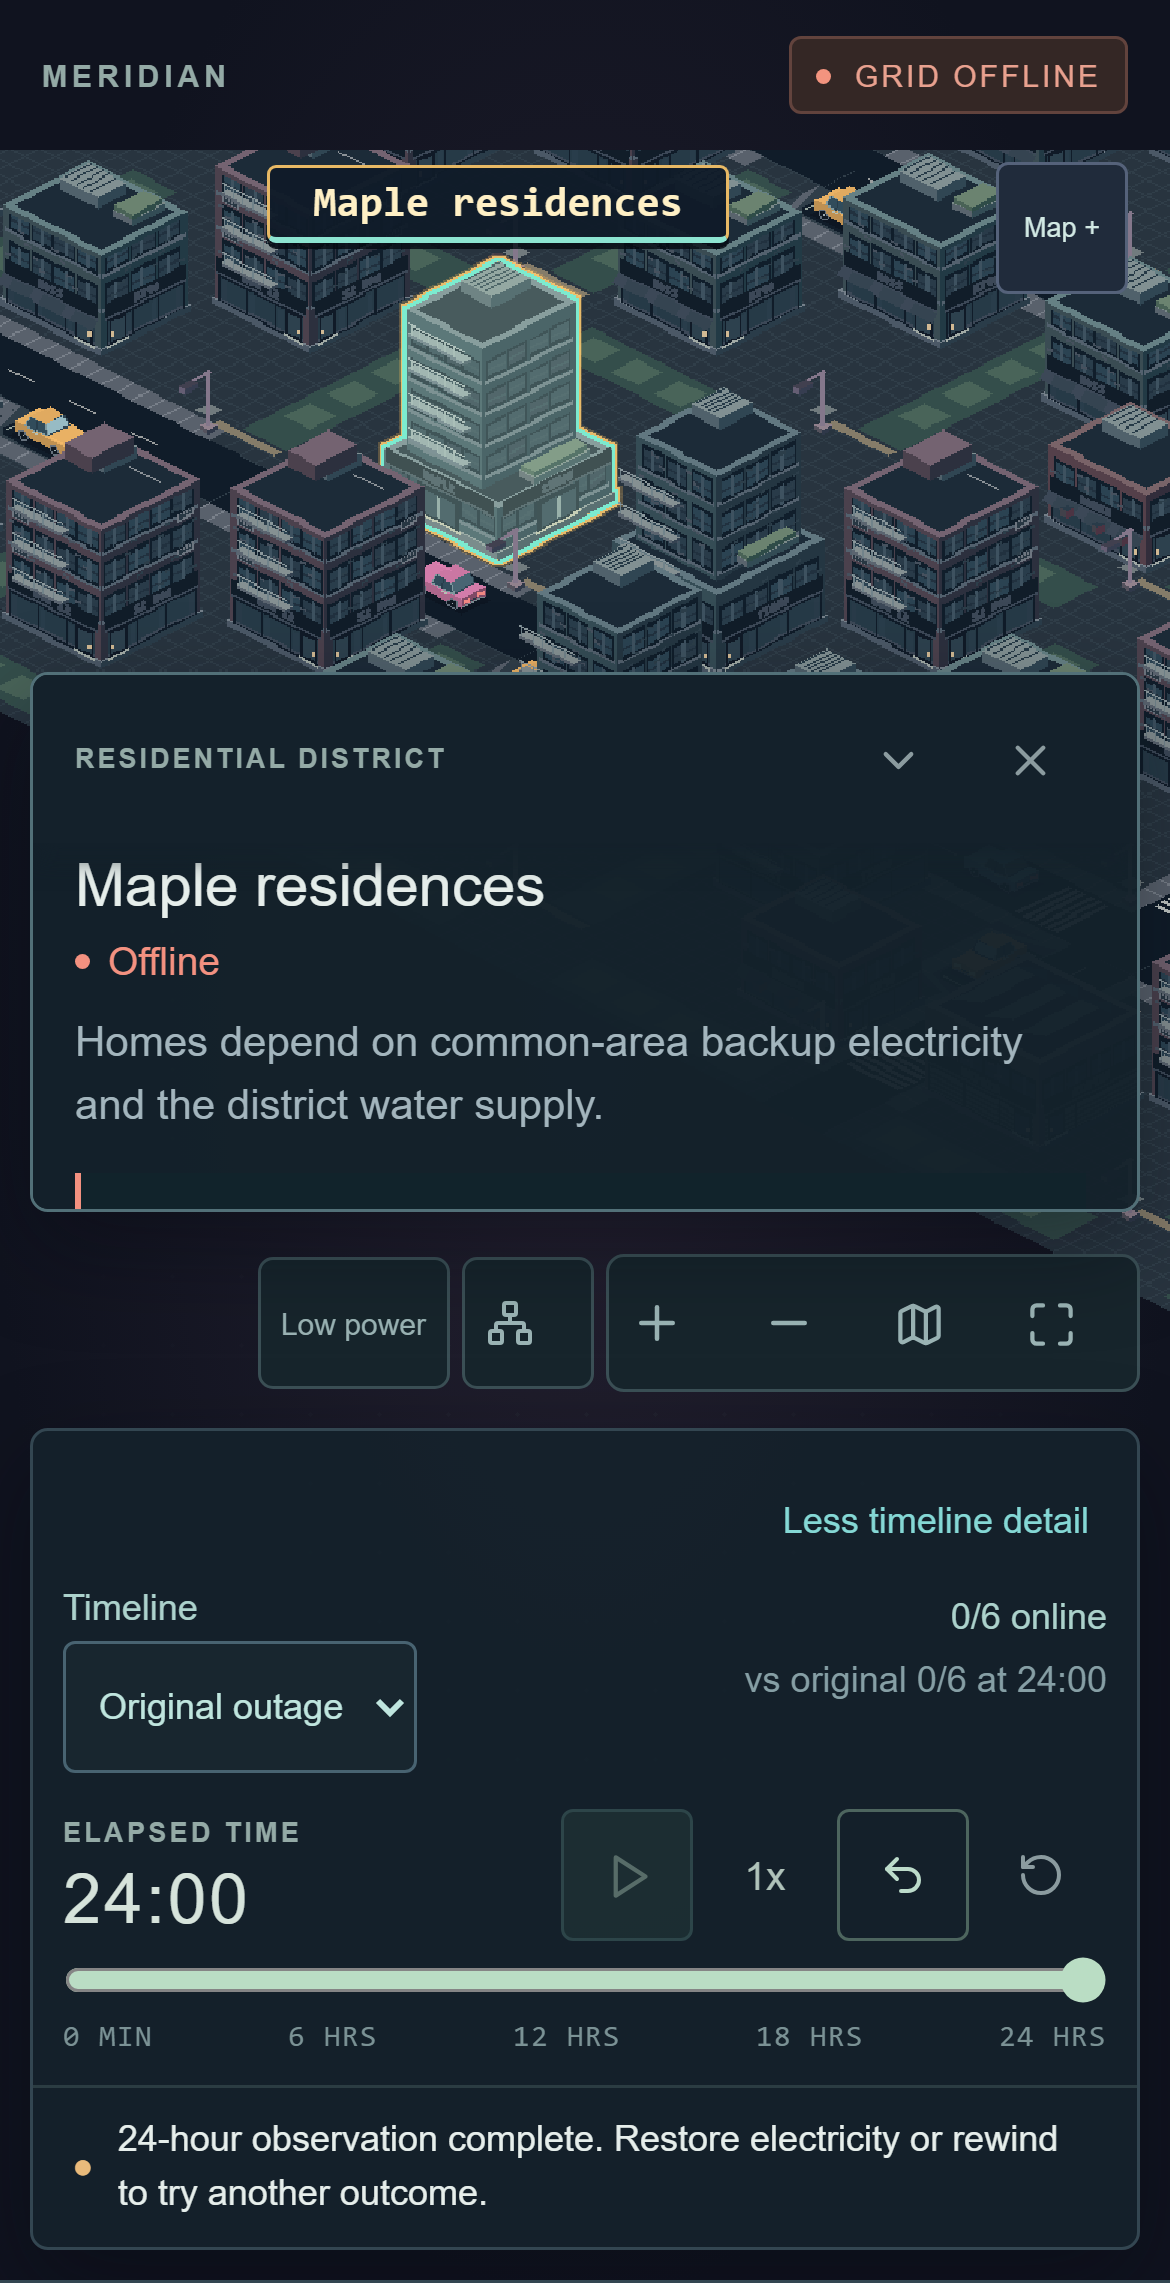 MERIDIAN
GRID OFFLINE
Maple residences
Map +
RESIDENTIAL DISTRICT
Maple residences
Offline
Homes depend on common-area backup electricity
and the district water supply.
Low power
Less timeline detail
Timeline
0/6 online
Original outage
vs original 0/6 at 24:00
ELAPSED TIME
24:00
1x
0 MIN
6 HRS
12 HRS
18 HRS
24 HRS
24-hour observation complete. Restore electricity or rewind
to try another outcome.